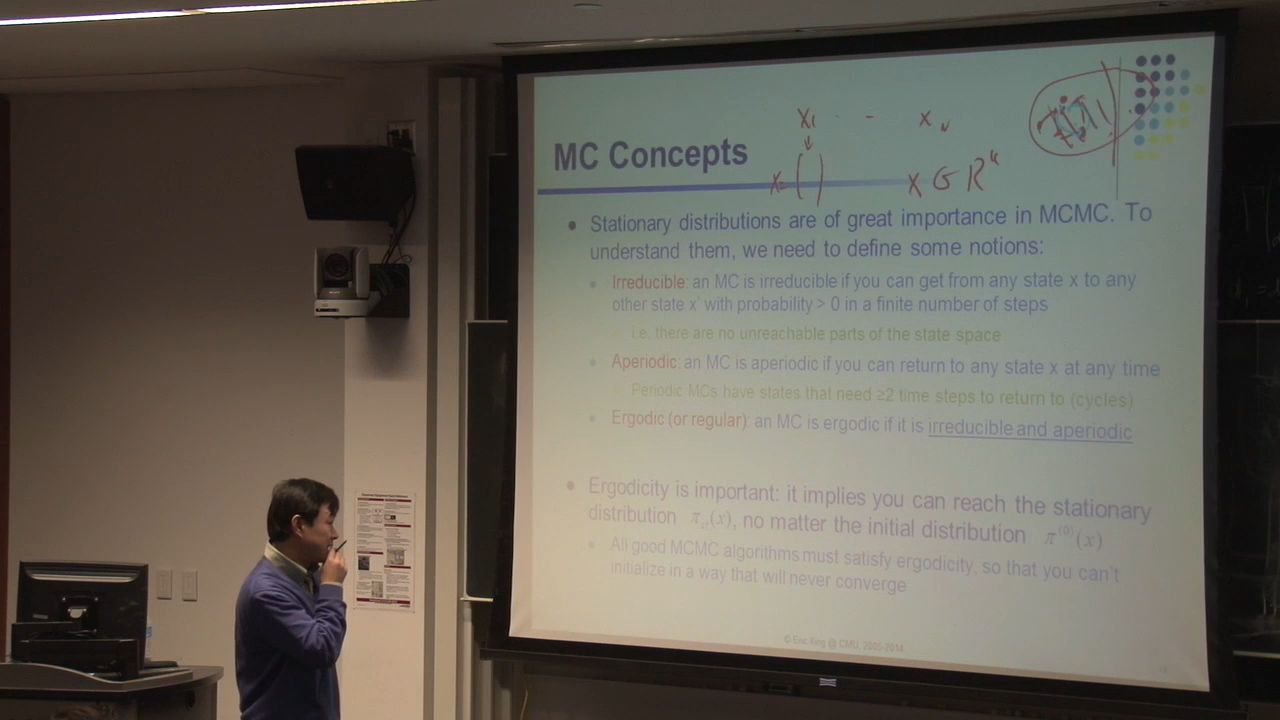 x₁ - - x
MC Concepts
x= ( ) x ∈ R
Stationary distributions are of great importance in MCMC. To
understand them, we need to define some notions:
Irreducible: an MC is irreducible if you can get from any state x to any
other state x' with probability > 0 in a finite number of steps
i.e. there are no unreachable parts of the state space
Aperiodic: an MC is aperiodic if you can return to any state x at any time
Periodic MCs have states that need ≥2 time steps to return to (cycles)
Ergodic (or regular): an MC is ergodic if it is irreducible and aperiodic
Ergodicity is important: it implies you can reach the stationary
distribution π (x), no matter the initial distribution π⁽⁰⁾(x)
All good MCMC algorithms must satisfy ergodicity, so that you can't
initialize in a way that will never converge
© Eric Xing @ CMU, 2005-2014